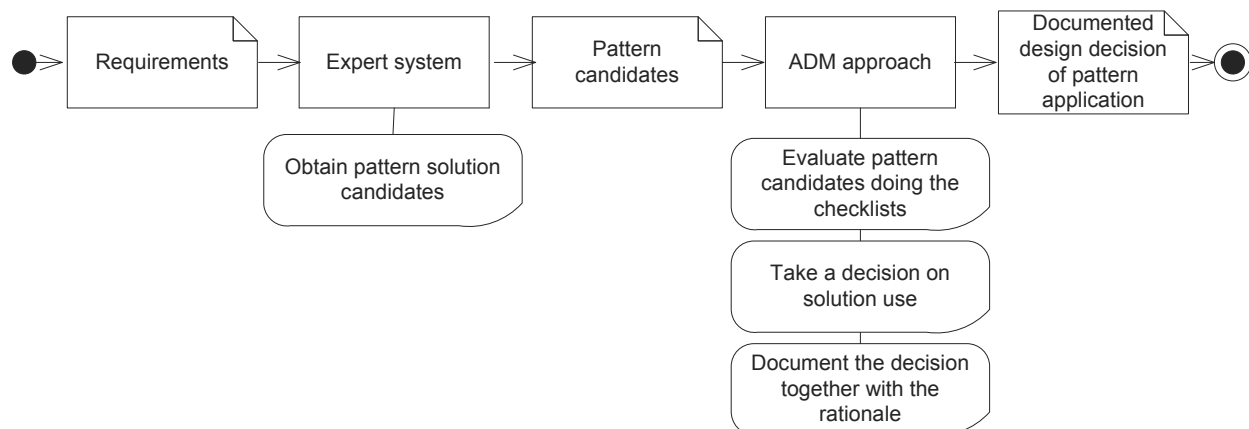 Requirements
Expert system
Pattern
candidates
ADM approach
Documented
design decision
of pattern
application
Obtain pattern solution
candidates
Evaluate pattern
candidates doing the
checklists
Take a decision on
solution use
Document the decision
together with the
rationale